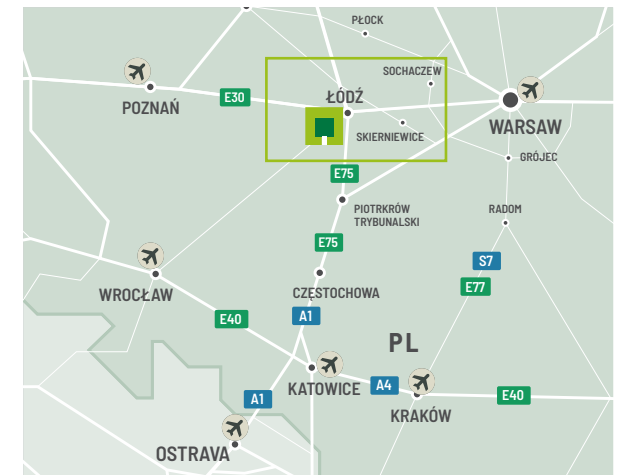 PŁOCK
SOCHACZEW
POZNAŃ
E30
ŁÓDŹ
WARSAW
SKIERNIEWICE
GRÓJEC
E75
PIOTRKRÓW
TRYBUNALSKI
RADOM
E75
S7
WROCŁAW
CZĘSTOCHOWA
E77
E40
A1
PL
KATOWICE
A4
A1
E40
KRAKÓW
OSTRAVA